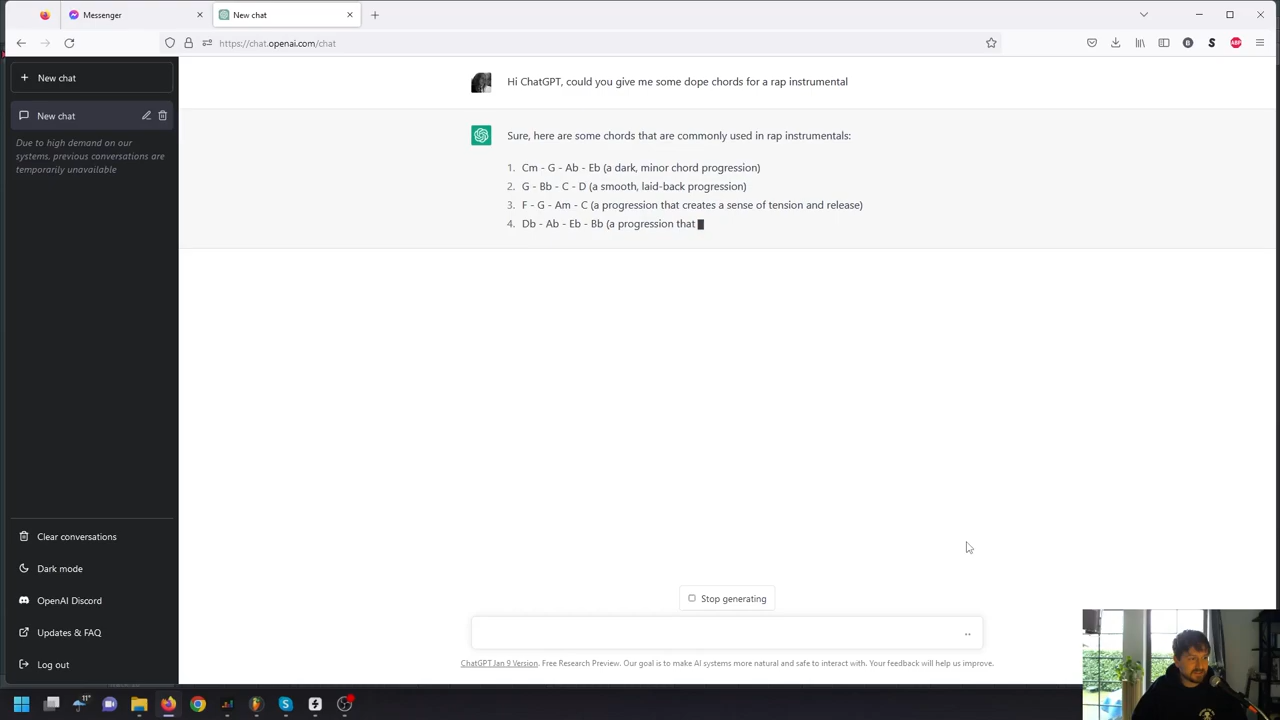 Messenger
New chat
https://chat.openai.com/chat
New chat
New chat
Due to high demand on our
systems, previous conversations are
temporarily unavailable
Hi ChatGPT, could you give me some dope chords for a rap instrumental
Sure, here are some chords that are commonly used in rap instrumentals:
1. Cm - G - Ab - Eb (a dark, minor chord progression)
2. G - Bb - C - D (a smooth, laid-back progression)
3. F - G - Am - C (a progression that creates a sense of tension and release)
4. Db - Ab - Eb - Bb (a progression that
Clear conversations
Dark mode
OpenAI Discord
Updates & FAQ
Log out
Stop generating
ChatGPT Jan 9 Version. Free Research Preview. Our goal is to make AI systems more natural and safe to interact with. Your feedback will help us improve.